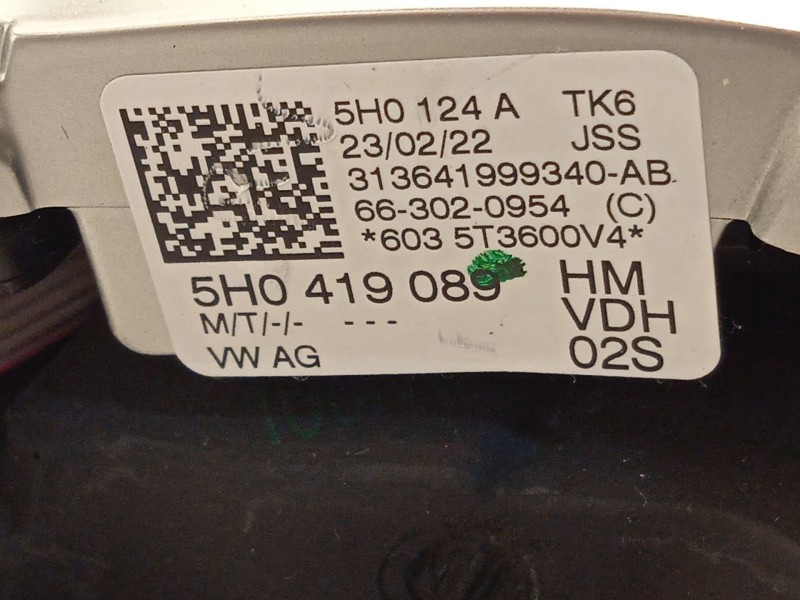 5H0 124 A TK6
23/02/22 JSS
313641999340-AB
66-302-0954 (C)
*603 5T3600V4*
5H0 419 089 HM
M/T/-/- --- VDH
VW AG 02S